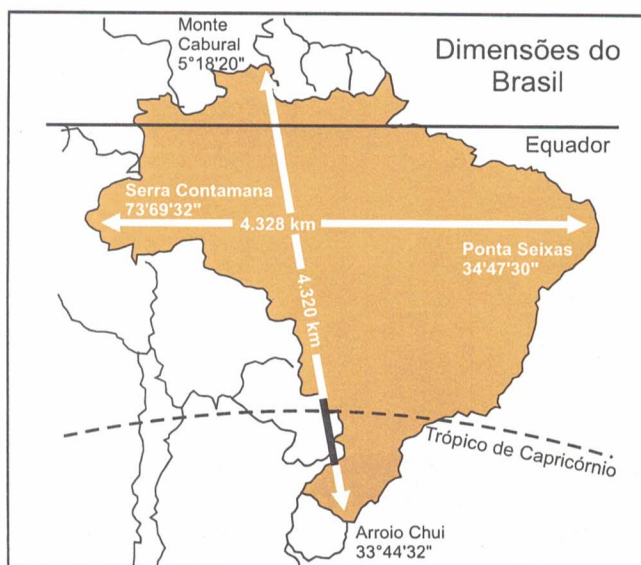 Monte
Cabural
5°18'20"
Dimensões do
Brasil
Equador
Serra Contamana
73'69'32"
4.328 km
Ponta Seixas
34'47'30"
4.320 km
Trópico de Capricórnio
Arroio Chui
33°44'32"